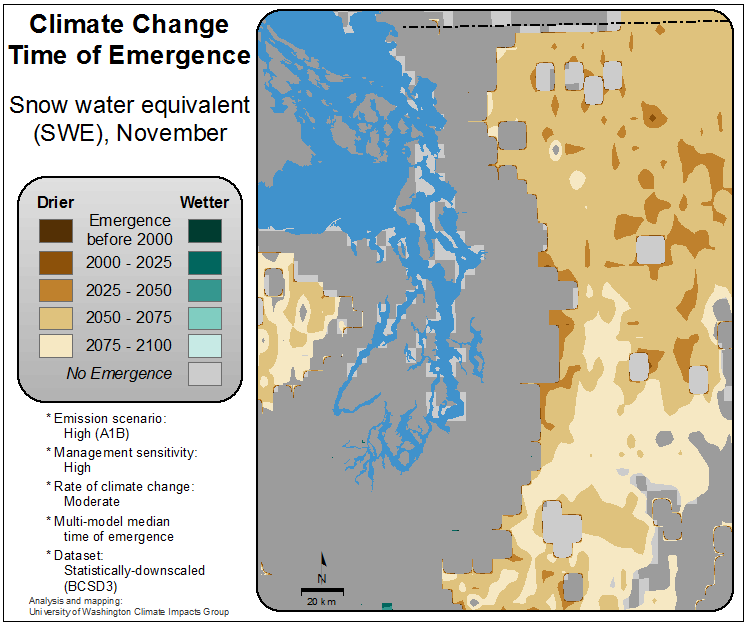 Climate Change
Time of Emergence
Snow water equivalent
(SWE), November
Drier Wetter
Emergence
before 2000
2000 - 2025
2025 - 2050
2050 - 2075
2075 - 2100
No Emergence
* Emission scenario:
High (A1B)
* Management sensitivity:
High
* Rate of climate change:
Moderate
* Multi-model median
time of emergence
* Dataset:
Statistically-downscaled
(BCSD3)
Analysis and mapping:
University of Washington Climate Impacts Group
N
20 km